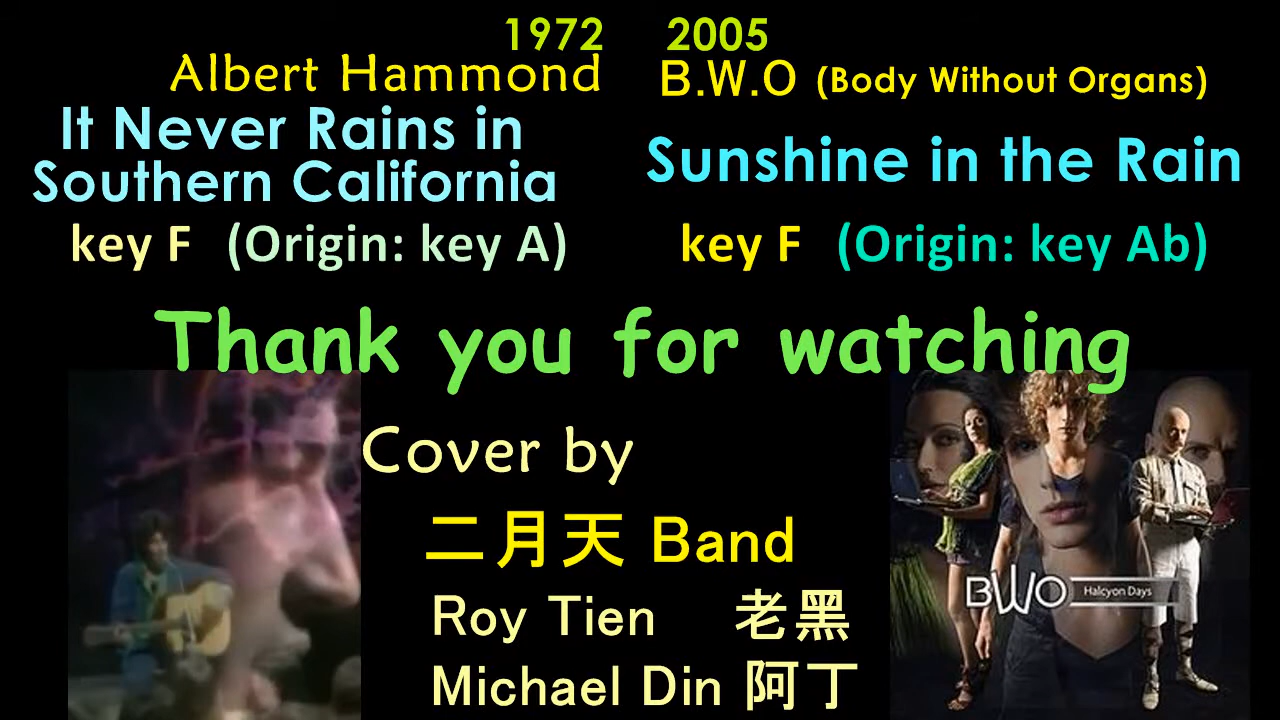 1972
Albert Hammond
It Never Rains in
Southern California
key F (Origin: key A)
2005
B.W.O (Body Without Organs)
Sunshine in the Rain
key F (Origin: key Ab)
Thank you for watching
Cover by
二月天 Band
Roy Tien 老黑
Michael Din 阿丁
BWO Halcyon Days